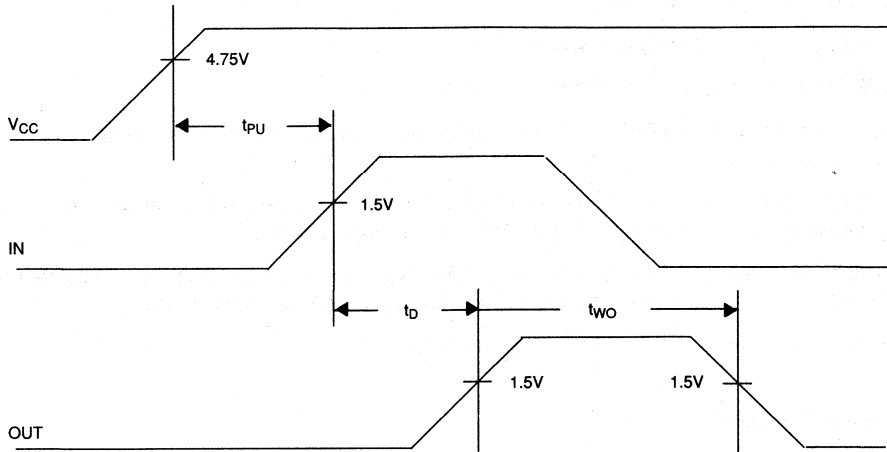 4.75V
V_CC
t_PU
1.5V
IN
t_D
t_WO
1.5V
1.5V
OUT